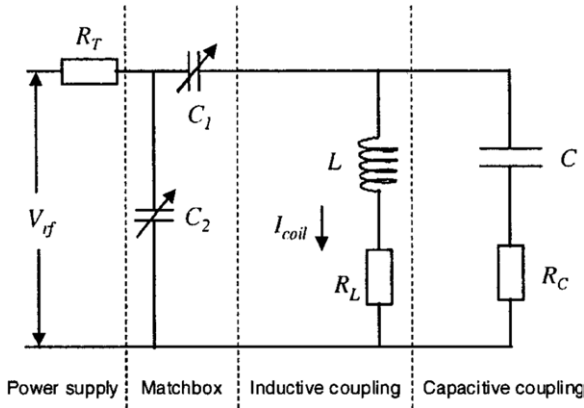 R_T
C_1
L
C
V_rf
C_2
I_coil
R_L
R_C
Power supply
Matchbox
Inductive coupling
Capacitive coupling